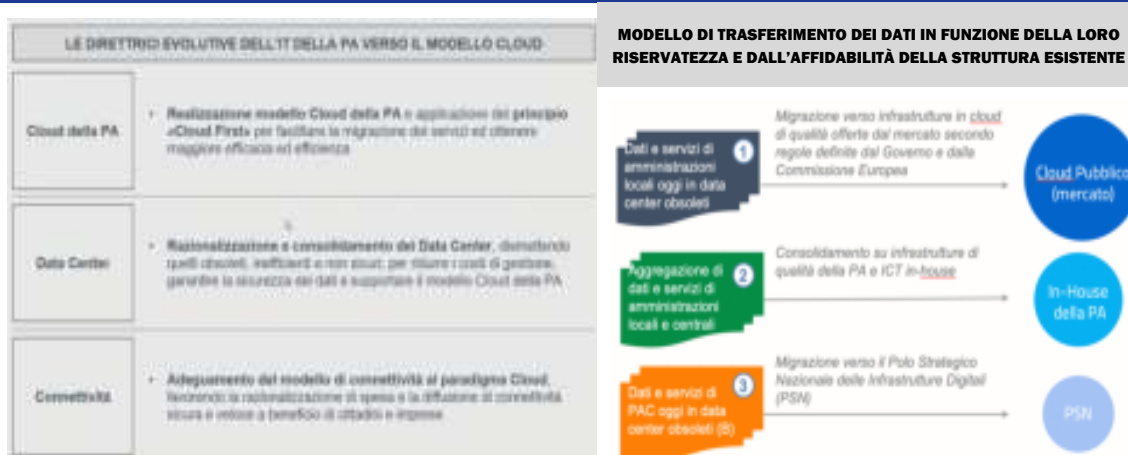 LE DIRETTRICI EVOLUTIVE DELL'IT DELLA PA VERSO IL MODELLO CLOUD
Cloud della PA
• Realizzazione modello Cloud della PA e applicazione del principio
«Cloud First» per facilitare la migrazione dei servizi ed ottenere
maggiore efficacia ed efficienza
Data Center
• Razionalizzazione e consolidamento dei Data Center, dismettendo
quelli obsoleti, inefficienti e non sicuri, per ridurre i costi di gestione,
garantire la sicurezza dei dati e supportare il modello Cloud della PA
Connettività
• Adeguamento del modello di connettività al paradigma Cloud,
favorendo la razionalizzazione di spesa e la diffusione di connettività
sicura e veloce a beneficio di cittadini e imprese
MODELLO DI TRASFERIMENTO DEI DATI IN FUNZIONE DELLA LORO
RISERVATEZZA E DALL'AFFIDABILITÀ DELLA STRUTTURA ESISTENTE
Dati e servizi di
amministrazioni
locali oggi in data
center obsoleti
1
Migrazione verso infrastrutture in cloud
di qualità offerte dal mercato secondo
regole definite dal Governo e dalla
Commissione Europea
Cloud Pubblico
(mercato)
Aggregazione di
dati e servizi di
amministrazioni
locali e centrali
2
Consolidamento su infrastrutture di
qualità della PA e ICT in-house
In-House
della PA
Dati e servizi di
PAC oggi in data
center obsoleti (B)
3
Migrazione verso il Polo Strategico
Nazionale delle Infrastrutture Digitali
(PSN)
PSN